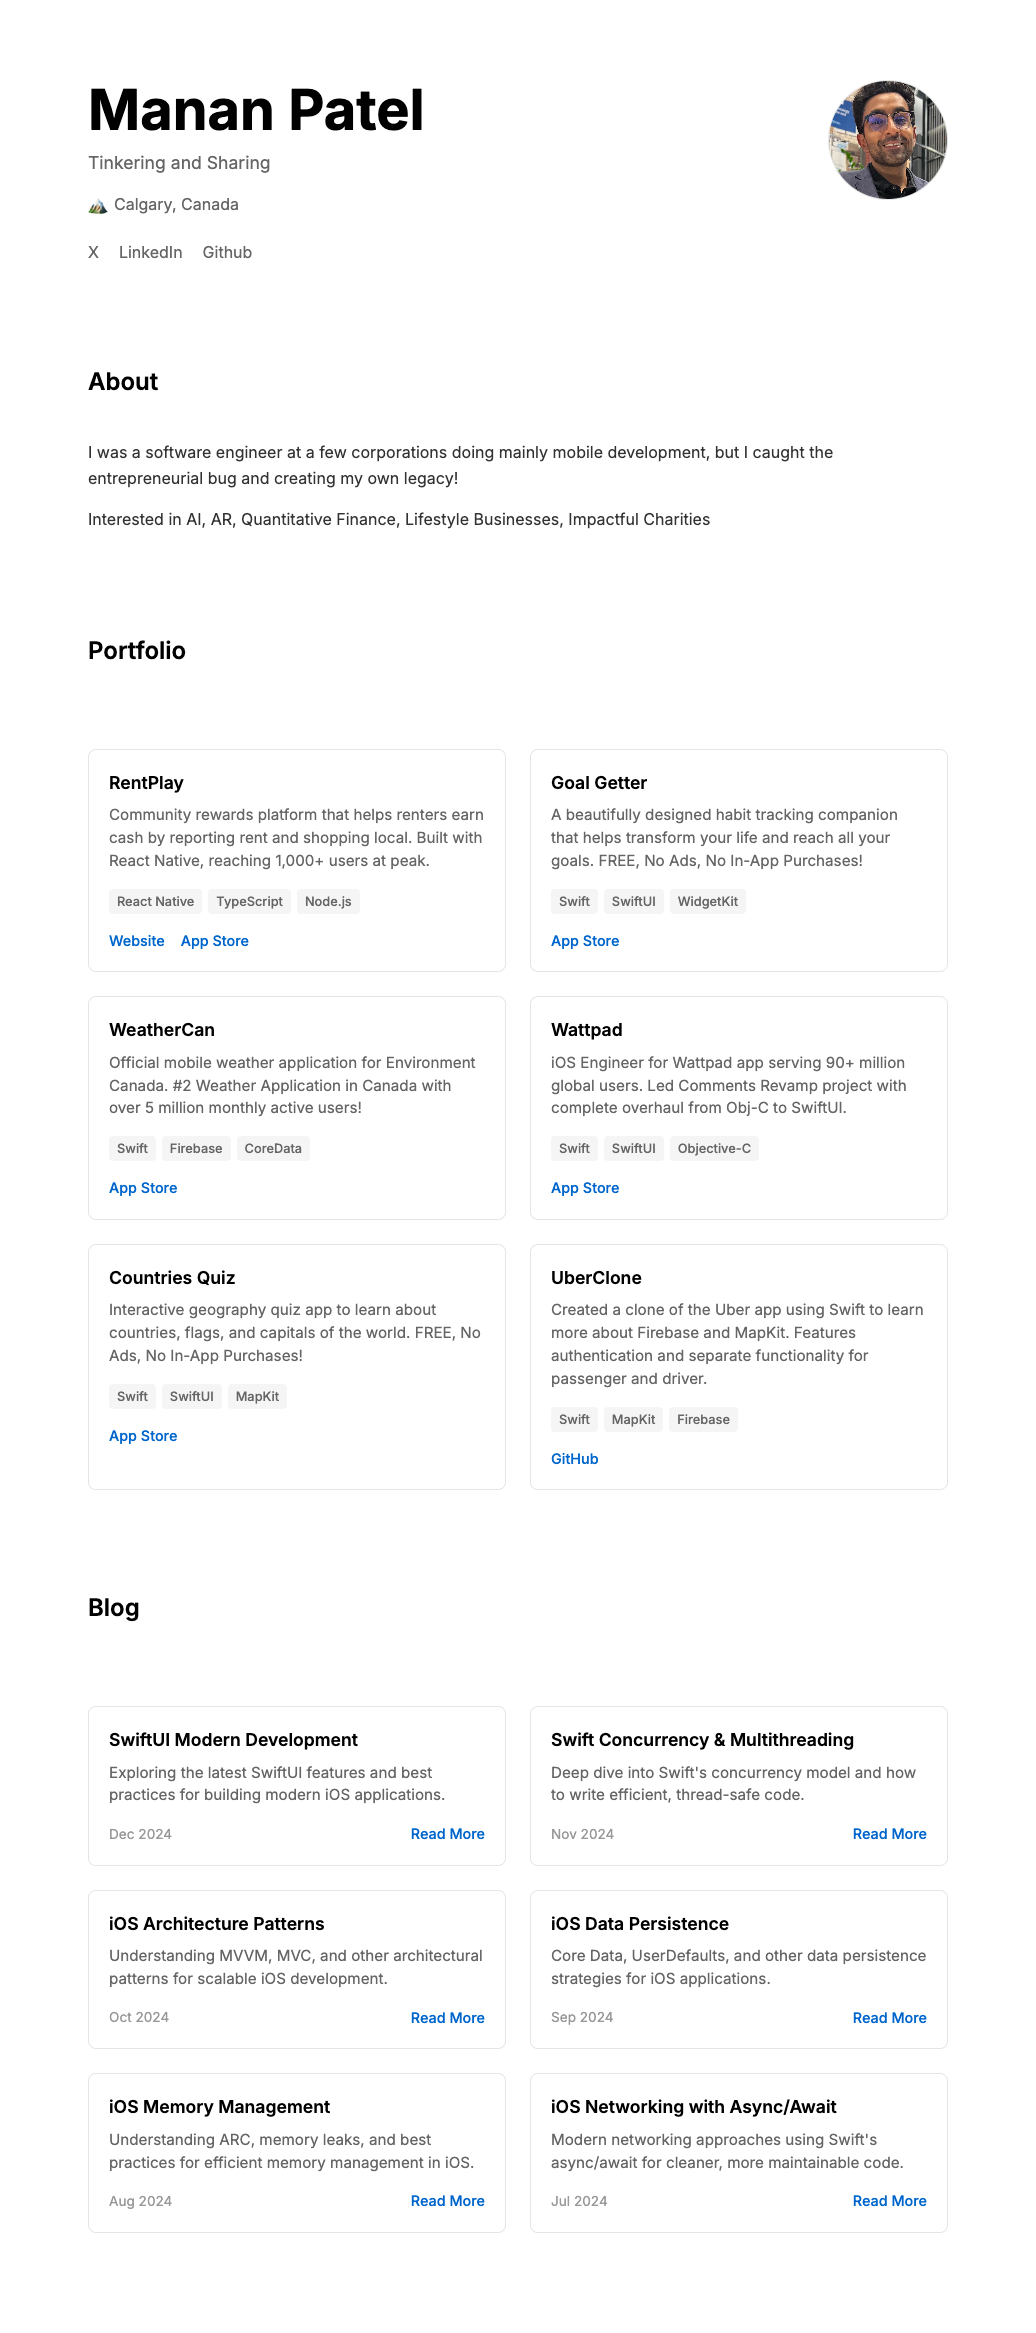 Manan Patel
Tinkering and Sharing
Calgary, Canada
X LinkedIn Github
About
I was a software engineer at a few corporations doing mainly mobile development, but I caught the
entrepreneurial bug and creating my own legacy!
Interested in AI, AR, Quantitative Finance, Lifestyle Businesses, Impactful Charities
Portfolio
RentPlay
Community rewards platform that helps renters earn
cash by reporting rent and shopping local. Built with
React Native, reaching 1,000+ users at peak.
React Native TypeScript Node.js
Website App Store
Goal Getter
A beautifully designed habit tracking companion
that helps transform your life and reach all your
goals. FREE, No Ads, No In-App Purchases!
Swift SwiftUI WidgetKit
App Store
WeatherCan
Official mobile weather application for Environment
Canada. #2 Weather Application in Canada with
over 5 million monthly active users!
Swift Firebase CoreData
App Store
Wattpad
iOS Engineer for Wattpad app serving 90+ million
global users. Led Comments Revamp project with
complete overhaul from Obj-C to SwiftUI.
Swift SwiftUI Objective-C
App Store
Countries Quiz
Interactive geography quiz app to learn about
countries, flags, and capitals of the world. FREE, No
Ads, No In-App Purchases!
Swift SwiftUI MapKit
App Store
UberClone
Created a clone of the Uber app using Swift to learn
more about Firebase and MapKit. Features
authentication and separate functionality for
passenger and driver.
Swift MapKit Firebase
GitHub
Blog
SwiftUI Modern Development
Exploring the latest SwiftUI features and best
practices for building modern iOS applications.
Dec 2024 Read More
Swift Concurrency & Multithreading
Deep dive into Swift's concurrency model and how
to write efficient, thread-safe code.
Nov 2024 Read More
iOS Architecture Patterns
Understanding MVVM, MVC, and other architectural
patterns for scalable iOS development.
Oct 2024 Read More
iOS Data Persistence
Core Data, UserDefaults, and other data persistence
strategies for iOS applications.
Sep 2024 Read More
iOS Memory Management
Understanding ARC, memory leaks, and best
practices for efficient memory management in iOS.
Aug 2024 Read More
iOS Networking with Async/Await
Modern networking approaches using Swift's
async/await for cleaner, more maintainable code.
Jul 2024 Read More